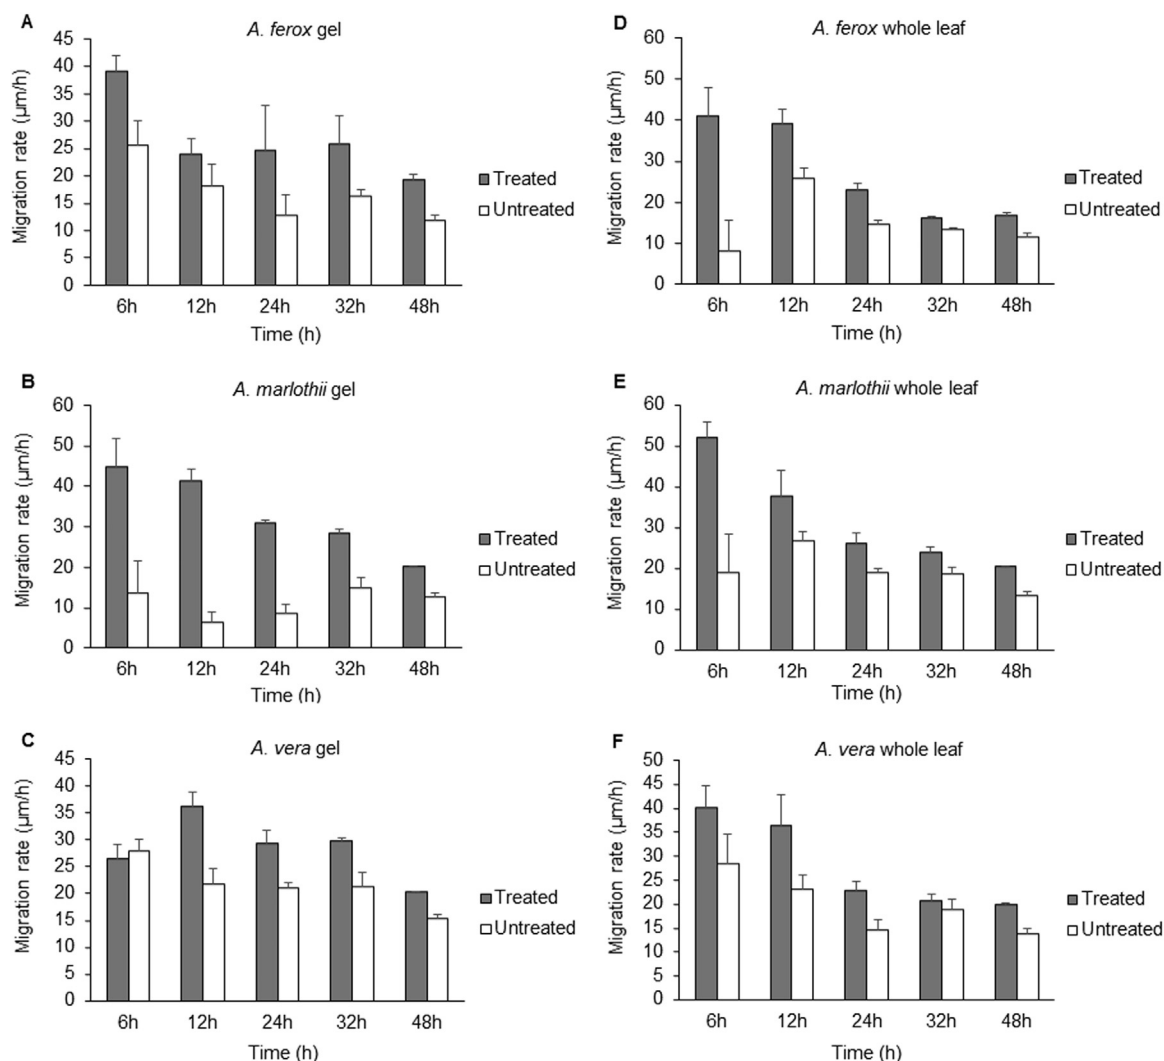 A
A. ferox gel
Migration rate (µm/h)
45
40
35
30
25
20
15
10
5
0
6h 12h 24h 32h 48h
Time (h)
Treated
Untreated
B
A. marlothii gel
Migration rate (µm/h)
60
50
40
30
20
10
0
6h 12h 24h 32h 48h
Time (h)
Treated
Untreated
C
A. vera gel
Migration rate (µm/h)
45
40
35
30
25
20
15
10
5
0
6h 12h 24h 32h 48h
Time (h)
Treated
Untreated
D
A. ferox whole leaf
Migration rate (µm/h)
60
50
40
30
20
10
0
6h 12h 24h 32h 48h
Time (h)
Treated
Untreated
E
A. marlothii whole leaf
Migration rate (µm/h)
60
50
40
30
20
10
0
6h 12h 24h 32h 48h
Time (h)
Treated
Untreated
F
A. vera whole leaf
Migration rate (µm/h)
50
45
40
35
30
25
20
15
10
5
0
6h 12h 24h 32h 48h
Time (h)
Treated
Untreated